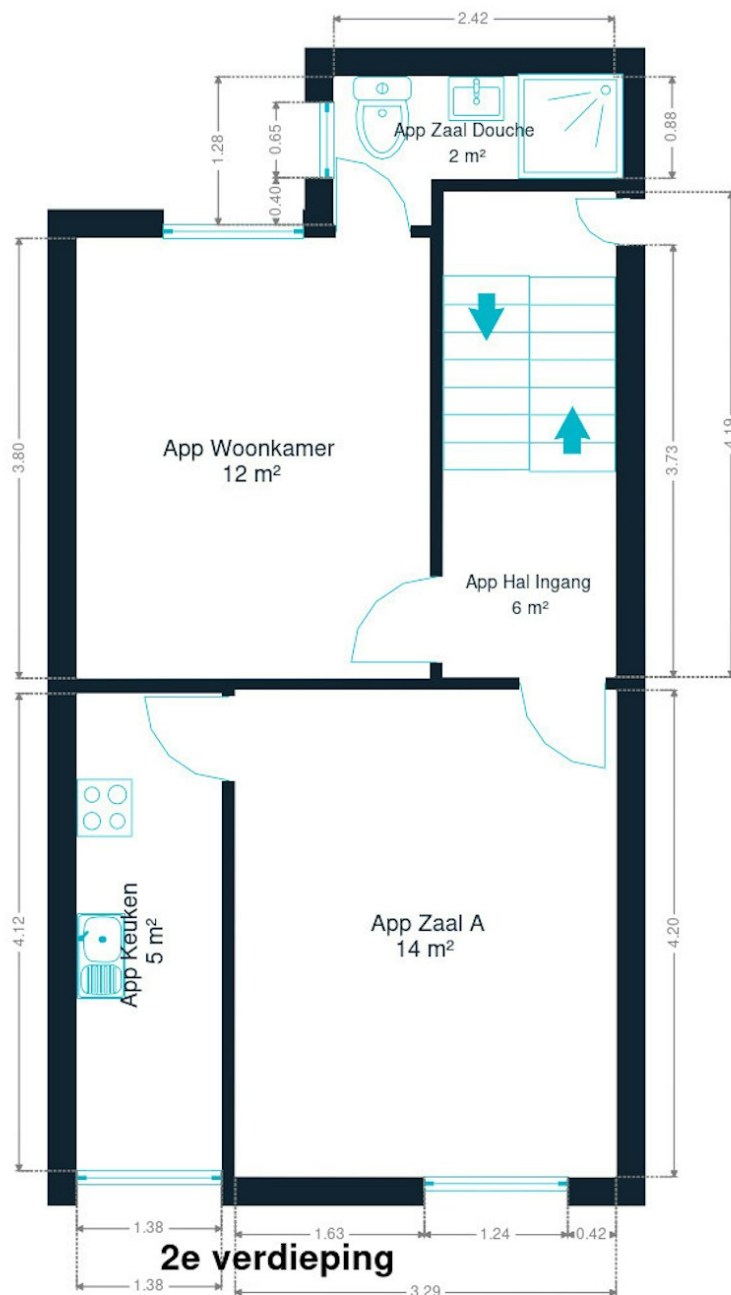 2.42
1.28
0.65
0.40
App Zaal Douche
2 m²
0.88
3.80
App Woonkamer
12 m²
3.73
4.19
App Hal Ingang
6 m²
4.12
App Keuken
5 m²
App Zaal A
14 m²
4.20
1.38
1.63
1.24
0.42
2e verdieping
1.38
3.29